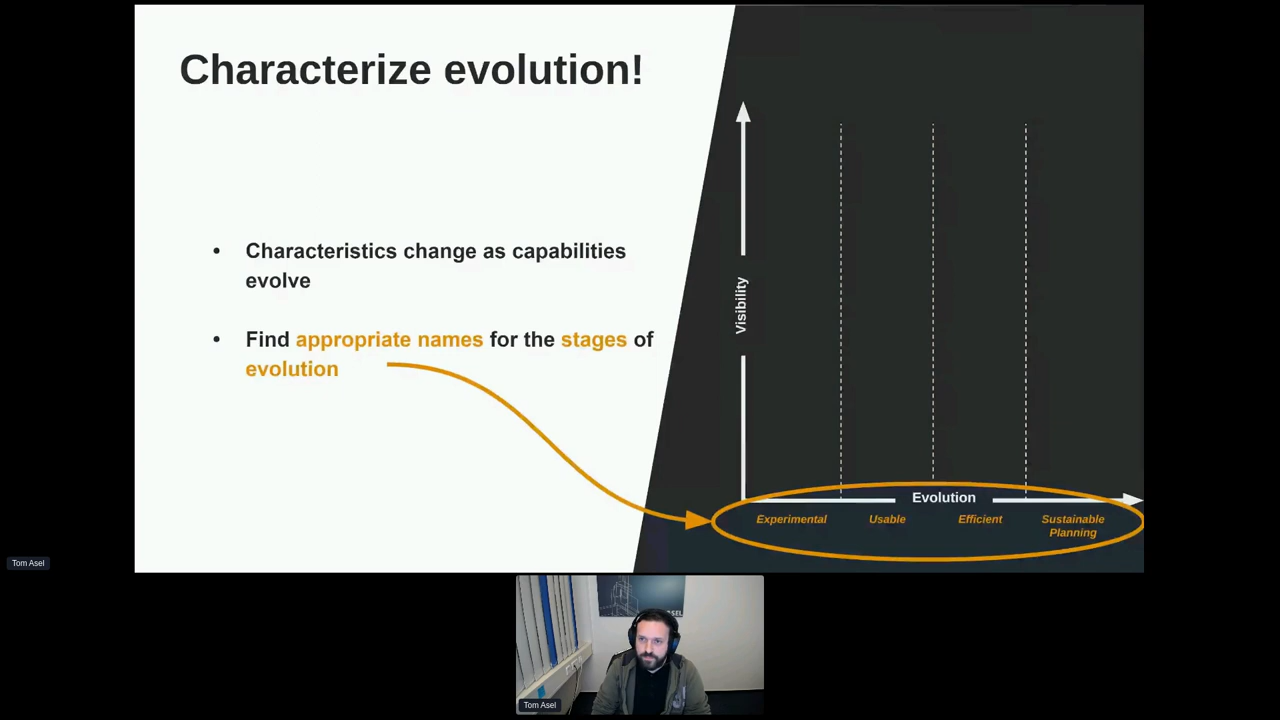 Characterize evolution!
• Characteristics change as capabilities
evolve
• Find appropriate names for the stages of
evolution
Visibility
Evolution
Experimental
Usable
Efficient
Sustainable
Planning
Tom Asel
ASEL
Tom Asel